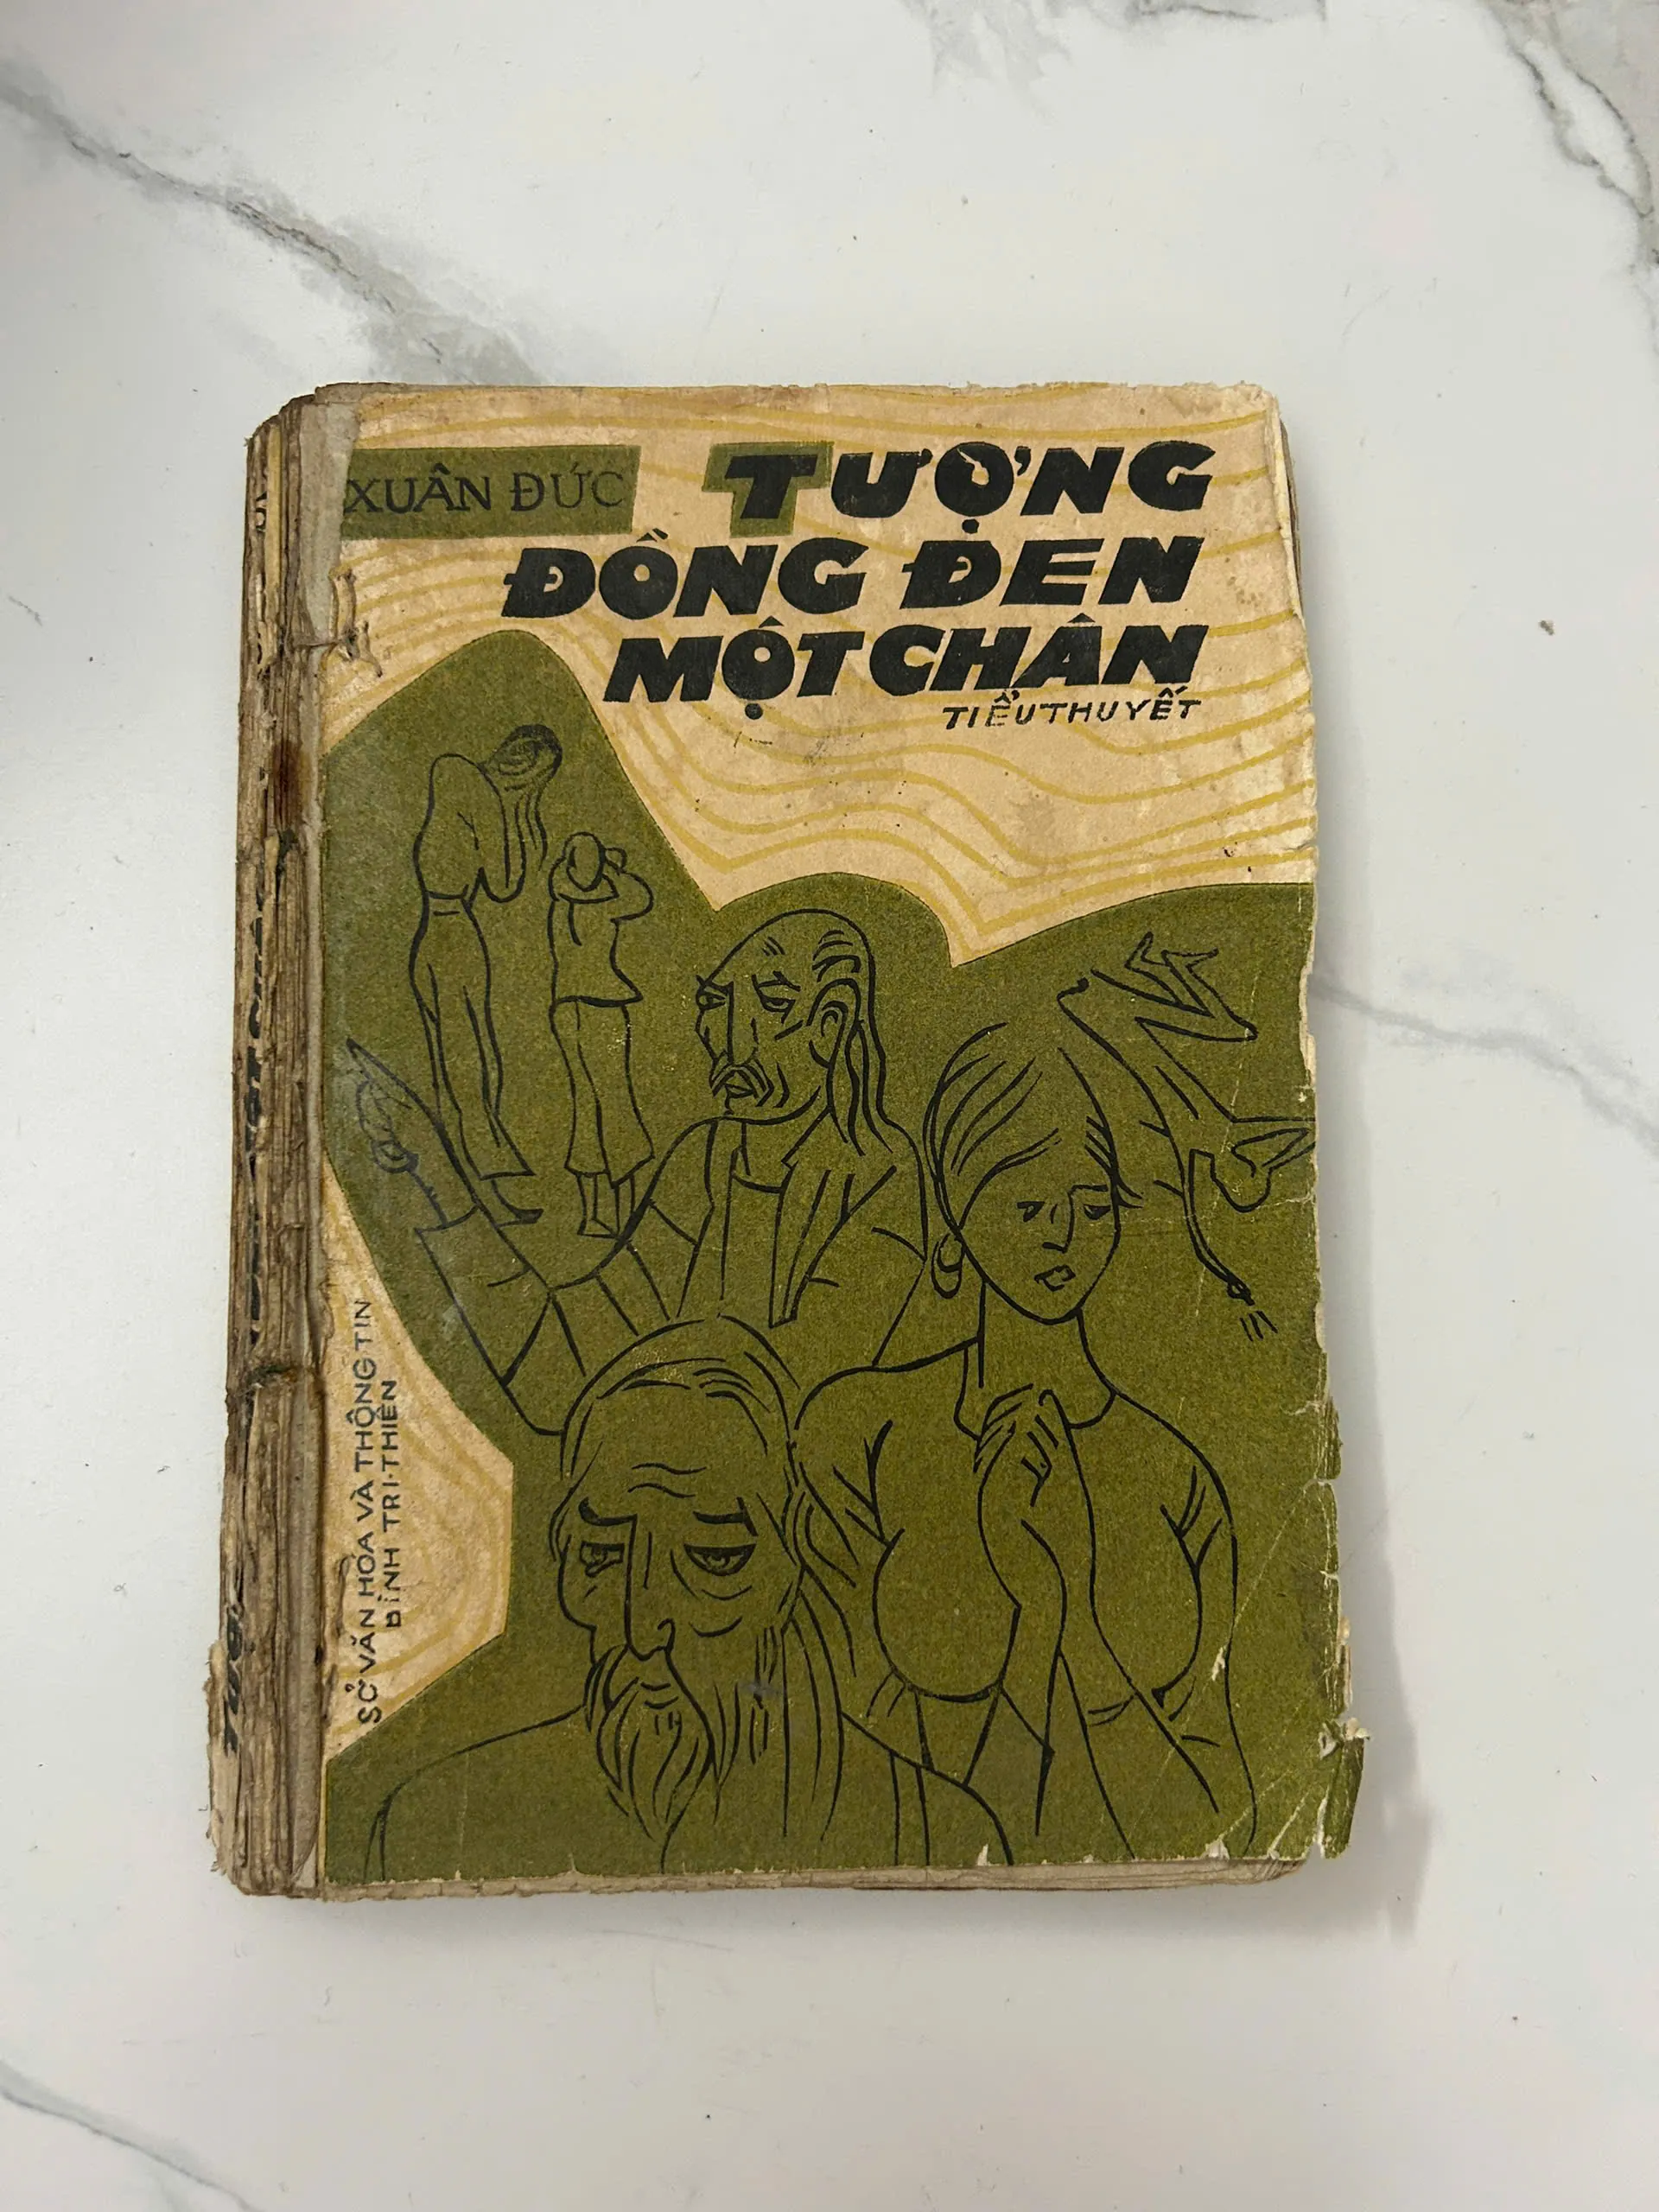 XUÂN ĐỨC
TƯỢNG
ĐỒNG ĐEN
MỘT CHÂN
TIỂU THUYẾT
SỞ VĂN HÓA VÀ THÔNG TIN
BÌNH TRỊ THIÊN